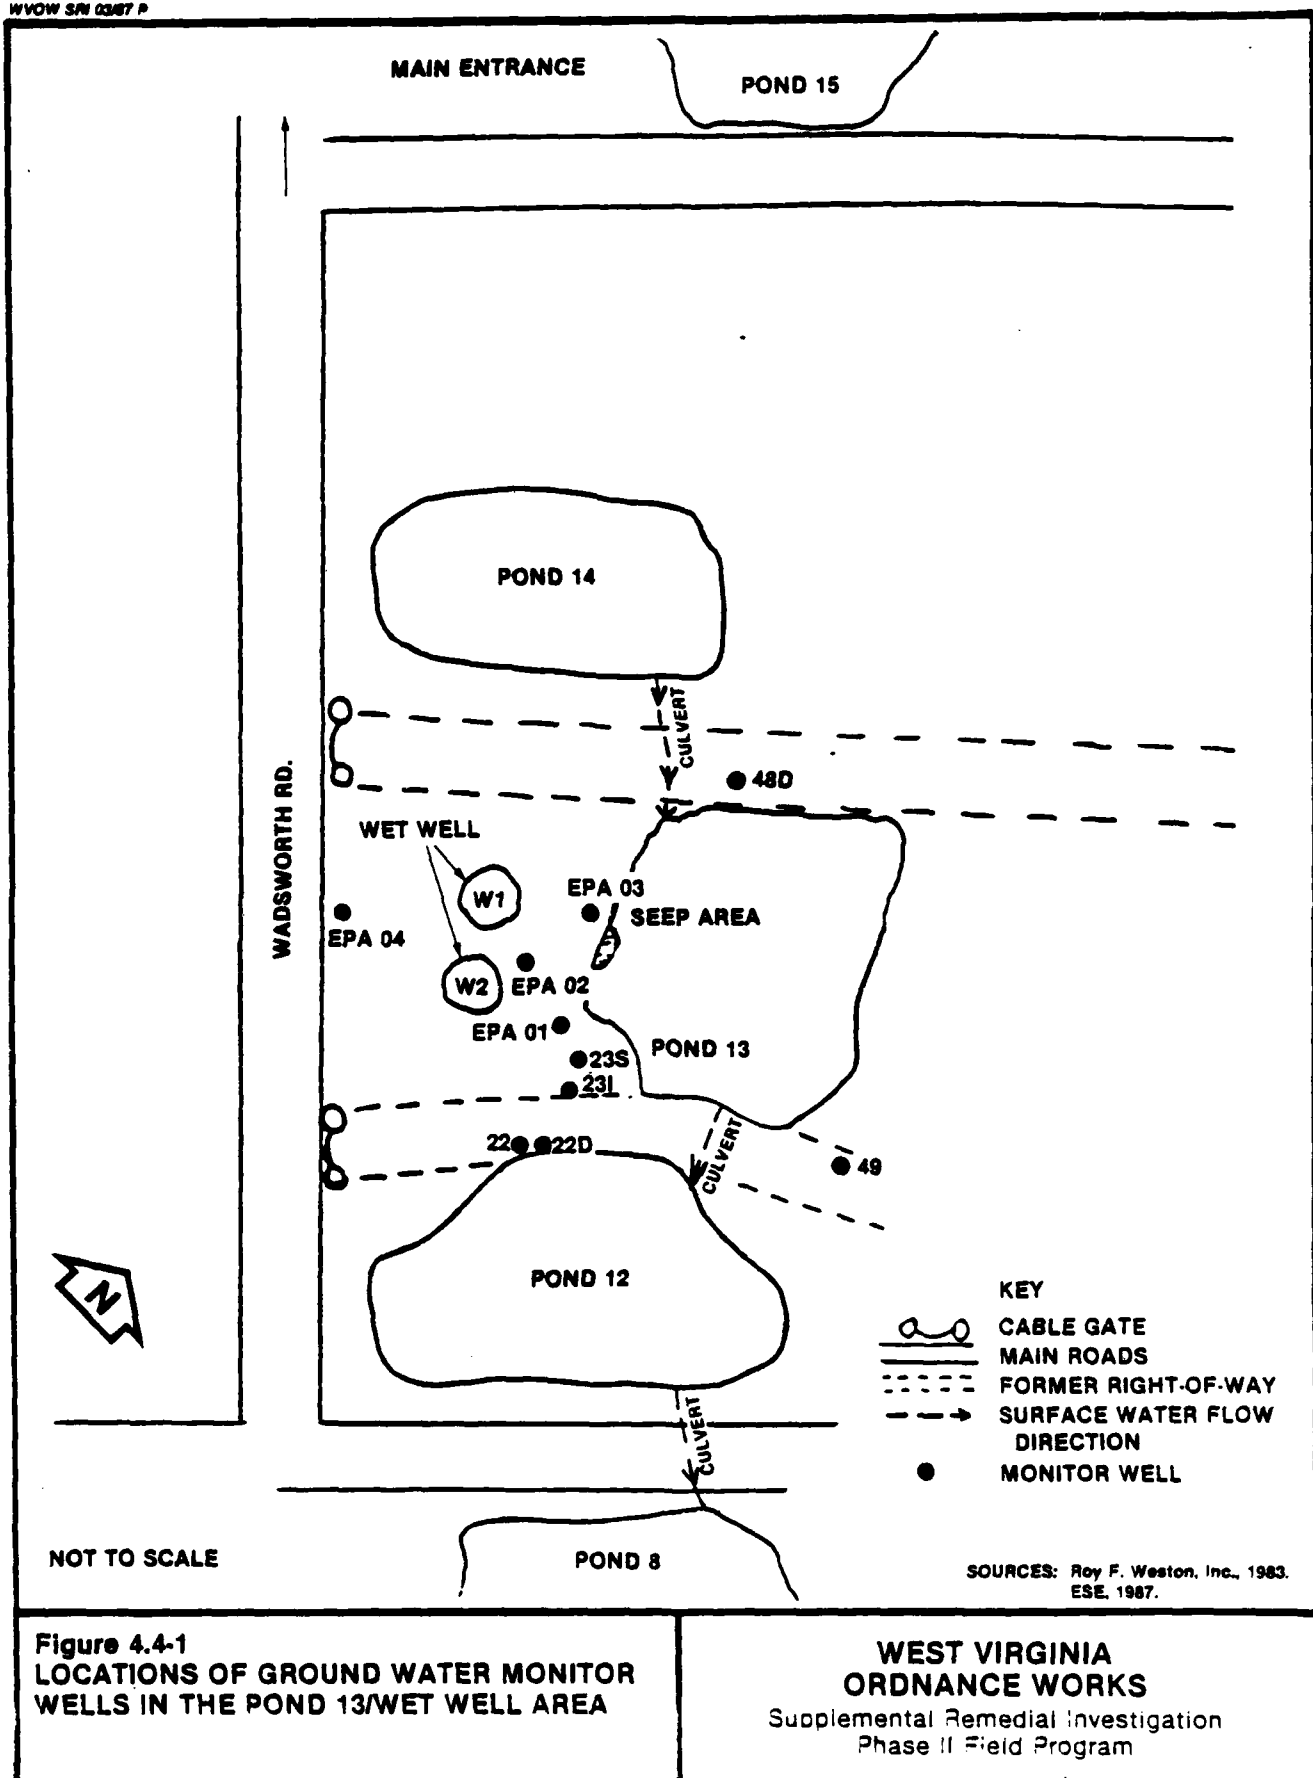 WVOW SRI 03/87 P
MAIN ENTRANCE
POND 15
POND 14
CULVERT
48D
WADSWORTH RD.
WET WELL
W1
EPA 03
SEEP AREA
EPA 04
W2
EPA 02
EPA 01
23S
POND 13
23I
22
22D
CULVERT
49
N
POND 12
KEY
CABLE GATE
MAIN ROADS
FORMER RIGHT-OF-WAY
SURFACE WATER FLOW
DIRECTION
MONITOR WELL
CULVERT
NOT TO SCALE
POND 8
SOURCES: Roy F. Weston, Inc., 1983.
ESE, 1987.
Figure 4.4-1
LOCATIONS OF GROUND WATER MONITOR
WELLS IN THE POND 13/WET WELL AREA
WEST VIRGINIA
ORDNANCE WORKS
Supplemental Remedial Investigation
Phase II Field Program